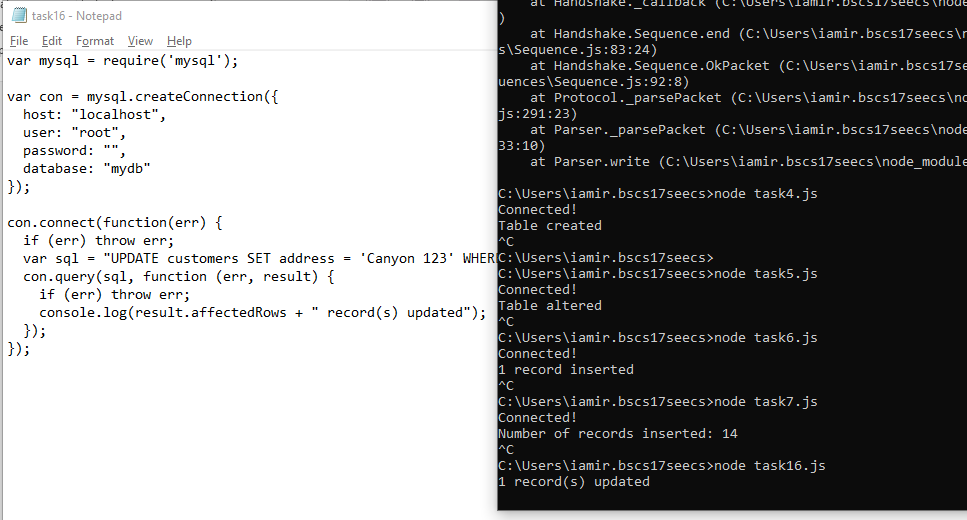 task16 - Notepad
File Edit Format View Help
var mysql = require('mysql');
var con = mysql.createConnection({
host: "localhost",
user: "root",
password: "",
database: "mydb"
});
con.connect(function(err) {
if (err) throw err;
var sql = "UPDATE customers SET address = 'Canyon 123' WHER
con.query(sql, function (err, result) {
if (err) throw err;
console.log(result.affectedRows + " record(s) updated");
});
});
at Handshake._callback (C:\Users\iamir.bscs17seecs\node
)
at Handshake.Sequence.end (C:\Users\iamir.bscs17seecs\n
s\Sequence.js:83:24)
at Handshake.Sequence.OkPacket (C:\Users\iamir.bscs17se
uences\Sequence.js:92:8)
at Protocol._parsePacket (C:\Users\iamir.bscs17seecs\no
js:291:23)
at Parser._parsePacket (C:\Users\iamir.bscs17seecs\node
33:10)
at Parser.write (C:\Users\iamir.bscs17seecs\node_module
C:\Users\iamir.bscs17seecs>node task4.js
Connected!
Table created
^C
C:\Users\iamir.bscs17seecs>
C:\Users\iamir.bscs17seecs>node task5.js
Connected!
Table altered
^C
C:\Users\iamir.bscs17seecs>node task6.js
Connected!
1 record inserted
^C
C:\Users\iamir.bscs17seecs>node task7.js
Connected!
Number of records inserted: 14
^C
C:\Users\iamir.bscs17seecs>node task16.js
1 record(s) updated